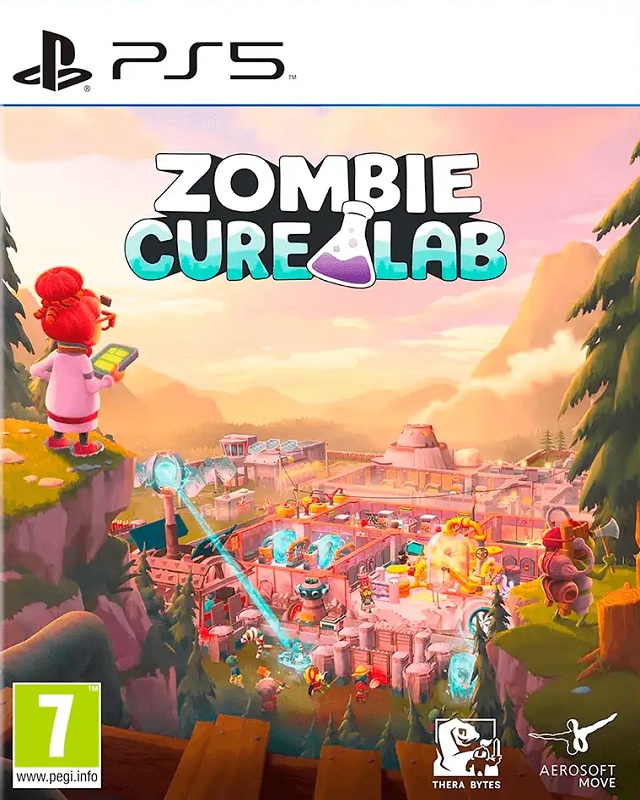 PS5
ZOMBIE
CURE LAB
7
www.pegi.info
THERA BYTES
AEROSOFT
MOVE